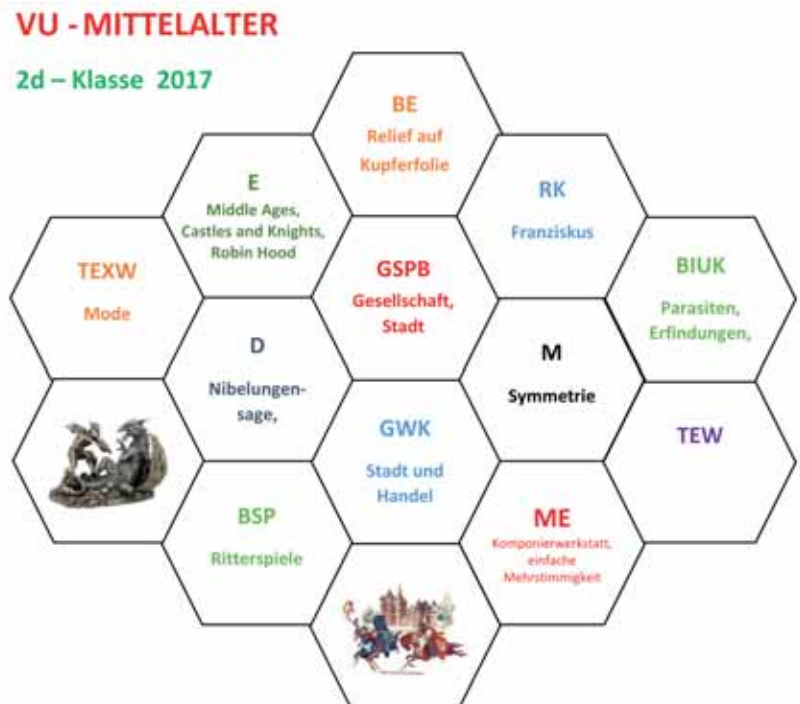 VU - MITTELALTER
2d – Klasse 2017
BE
Relief auf
Kupferfolie
E
Middle Ages,
Castles and Knights,
Robin Hood
RK
Franziskus
TEXW
Mode
GSPB
Gesellschaft,
Stadt
BIUK
Parasiten,
Erfindungen,
D
Nibelungen-
sage,
M
Symmetrie
GWK
Stadt und
Handel
TEW
BSP
Ritterspiele
ME
Komponierwerkstatt,
einfache
Mehrstimmigkeit